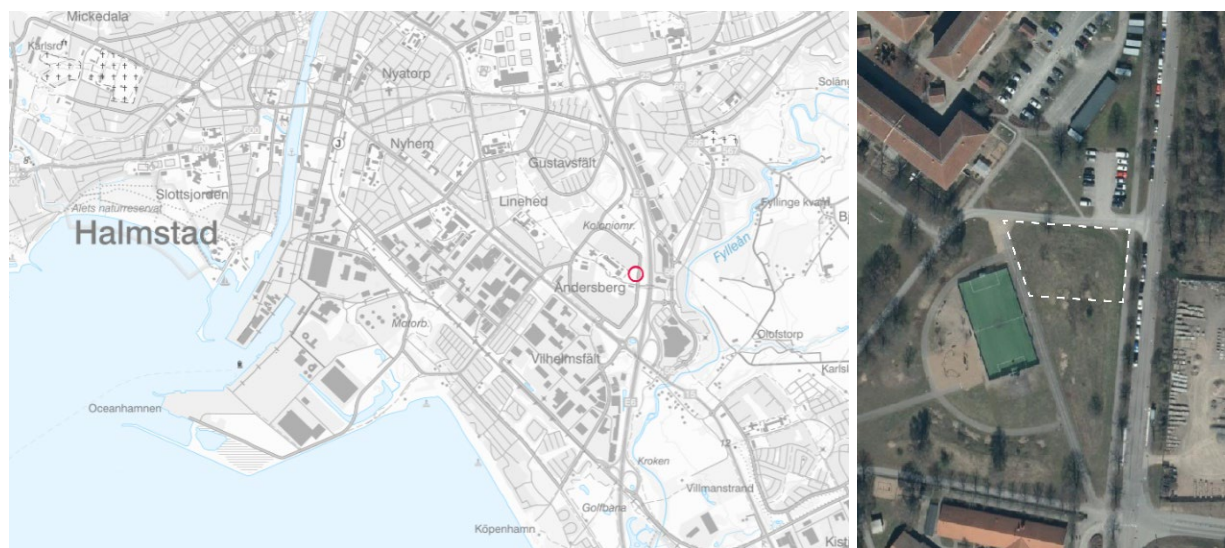 Mickedala
Karlsro
Nyatorp
Nyhem
Gustavsfält
Slottsjorden
Alets naturreservat
Linehed
Fyllinge kvarn
Halmstad
Koloniomr.
Fylleån
Andersberg
Motorb.
Vilhelmsfält
Olofstorp
Oceanhamnen
Kroken
Villmanstrand
Golfbana
Köpenhamn